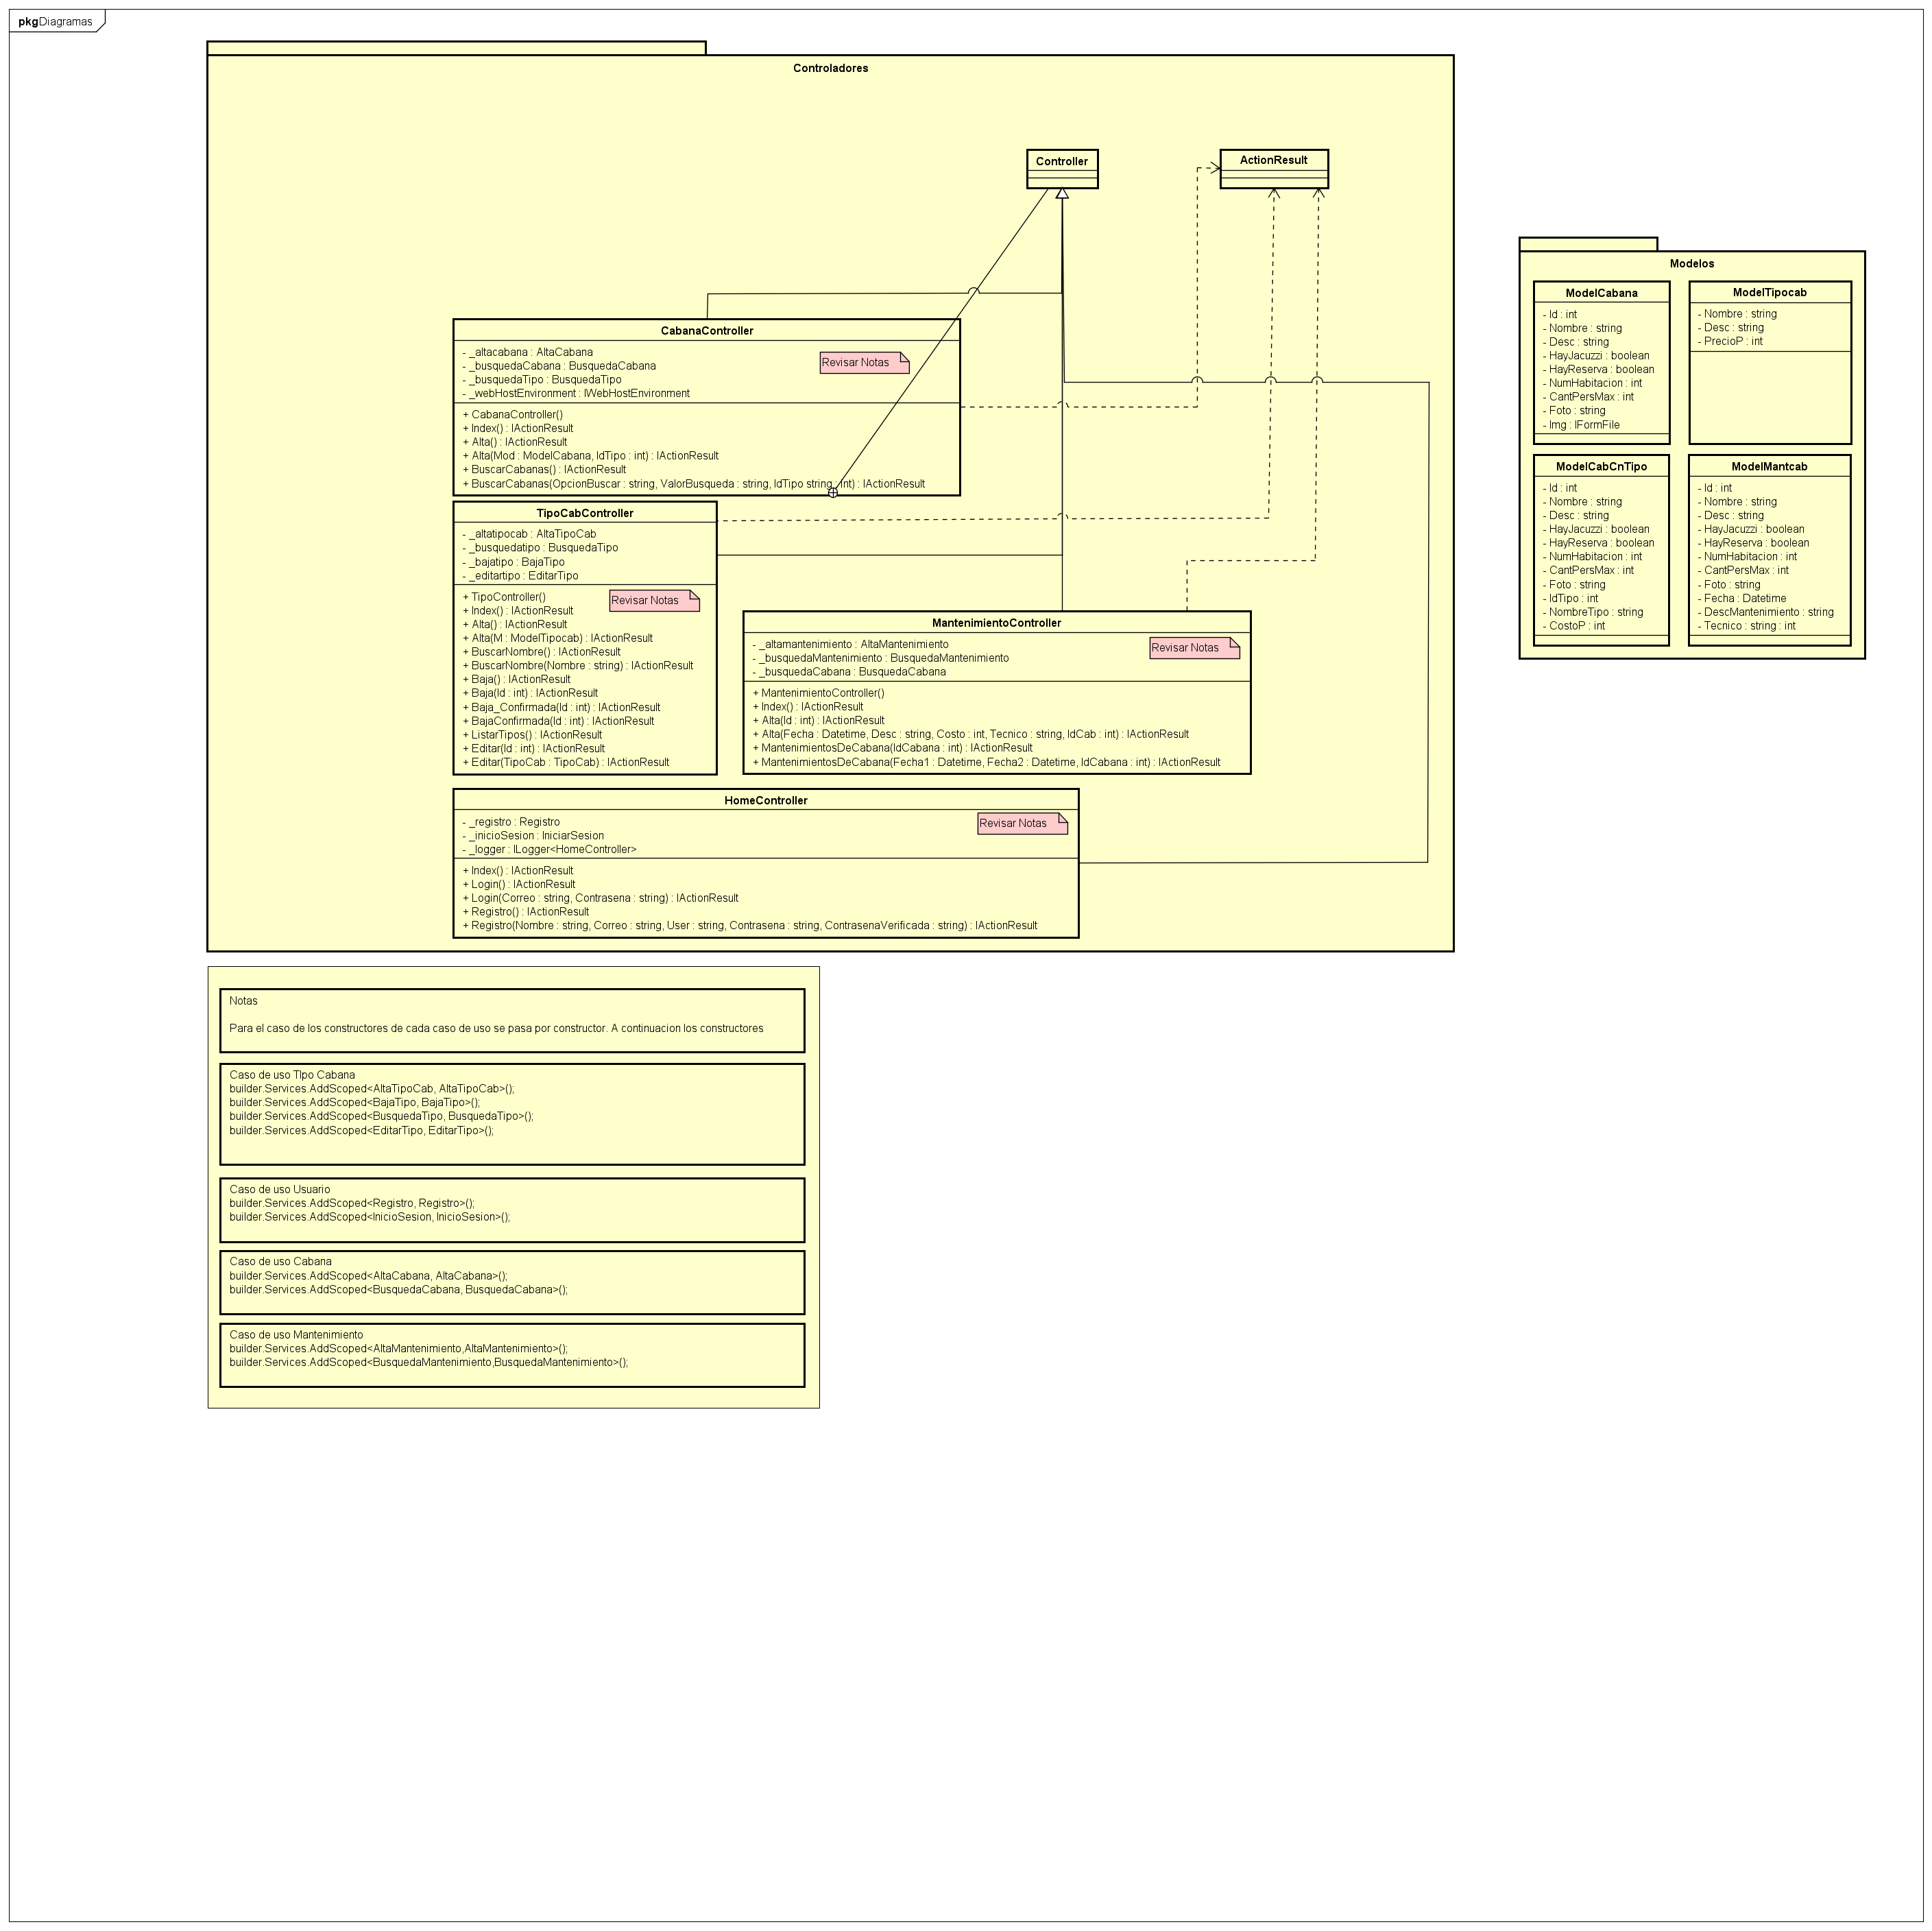 pkgDiagramas
Controladores
Controller
ActionResult
CabanaController
- _altacabana : AltaCabana
- _busquedaCabana : BusquedaCabana
- _busquedaTipo : BusquedaTipo
- _webHostEnvironment : IWebHostEnvironment
Revisar Notas
+ CabanaController()
+ Index() : IActionResult
+ Alta() : IActionResult
+ Alta(Mod : ModelCabana, IdTipo : int) : IActionResult
+ BuscarCabanas() : IActionResult
+ BuscarCabanas(OpcionBuscar : string, ValorBusqueda : string, IdTipo string : int) : IActionResult
TipoCabController
- _altatipocab : AltaTipoCab
- _busquedatipo : BusquedaTipo
- _bajatipo : BajaTipo
- _editartipo : EditarTipo
+ TipoController()
+ Index() : IActionResult
+ Alta() : IActionResult
+ Alta(M : ModelTipocab) : IActionResult
+ BuscarNombre() : IActionResult
+ BuscarNombre(Nombre : string) : IActionResult
+ Baja() : IActionResult
+ Baja(Id : int) : IActionResult
+ Baja_Confirmada(Id : int) : IActionResult
+ BajaConfirmada(Id : int) : IActionResult
+ ListarTipos() : IActionResult
+ Editar(Id : int) : IActionResult
+ Editar(TipoCab : TipoCab) : IActionResult
Revisar Notas
MantenimientoController
- _altamantenimiento : AltaMantenimiento
- _busquedaMantenimiento : BusquedaMantenimiento
- _busquedaCabana : BusquedaCabana
Revisar Notas
+ MantenimientoController()
+ Index() : IActionResult
+ Alta(Id : int) : IActionResult
+ Alta(Fecha : Datetime, Desc : string, Costo : int, Tecnico : string, IdCab : int) : IActionResult
+ MantenimientosDeCabana(IdCabana : int) : IActionResult
+ MantenimientosDeCabana(Fecha1 : Datetime, Fecha2 : Datetime, IdCabana : int) : IActionResult
HomeController
- _registro : Registro
- _inicioSesion : IniciarSesion
- _logger : ILogger<HomeController>
Revisar Notas
+ Index() : IActionResult
+ Login() : IActionResult
+ Login(Correo : string, Contrasena : string) : IActionResult
+ Registro() : IActionResult
+ Registro(Nombre : string, Correo : string, User : string, Contrasena : string, ContrasenaVerificada : string) : IActionResult
Modelos
ModelCabana
- Id : int
- Nombre : string
- Desc : string
- HayJacuzzi : boolean
- HayReserva : boolean
- NumHabitacion : int
- CantPersMax : int
- Foto : string
- Img : IFormFile
ModelTipocab
- Nombre : string
- Desc : string
- PrecioP : int
ModelCabCnTipo
- Id : int
- Nombre : string
- Desc : string
- HayJacuzzi : boolean
- HayReserva : boolean
- NumHabitacion : int
- CantPersMax : int
- Foto : string
- IdTipo : int
- NombreTipo : string
- CostoP : int
ModelMantcab
- Id : int
- Nombre : string
- Desc : string
- HayJacuzzi : boolean
- HayReserva : boolean
- NumHabitacion : int
- CantPersMax : int
- Foto : string
- Fecha : Datetime
- DescMantenimiento : string
- Tecnico : string : int
Notas
Para el caso de los constructores de cada caso de uso se pasa por constructor. A continuacion los constructores
Caso de uso TIpo Cabana
builder.Services.AddScoped<AltaTipoCab, AltaTipoCab>();
builder.Services.AddScoped<BajaTipo, BajaTipo>();
builder.Services.AddScoped<BusquedaTipo, BusquedaTipo>();
builder.Services.AddScoped<EditarTipo, EditarTipo>();
Caso de uso Usuario
builder.Services.AddScoped<Registro, Registro>();
builder.Services.AddScoped<InicioSesion, InicioSesion>();
Caso de uso Cabana
builder.Services.AddScoped<AltaCabana, AltaCabana>();
builder.Services.AddScoped<BusquedaCabana, BusquedaCabana>();
Caso de uso Mantenimiento
builder.Services.AddScoped<AltaMantenimiento,AltaMantenimiento>();
builder.Services.AddScoped<BusquedaMantenimiento,BusquedaMantenimiento>();